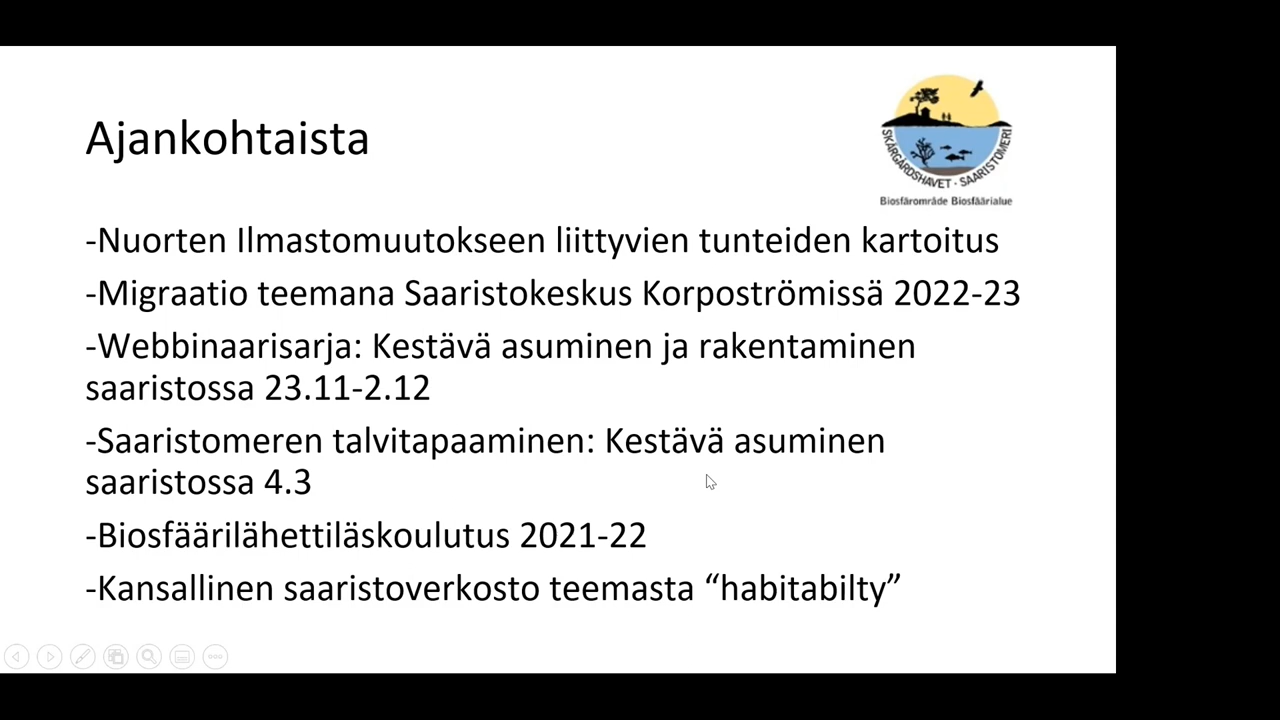 Ajankohtaista
SKÄRGÅRDSHAVET · SAARISTOMERI
Biosfärområde Biosfäärialue
-Nuorten Ilmastomuutokseen liittyvien tunteiden kartoitus
-Migraatio teemana Saaristokeskus Korpoströmissä 2022-23
-Webbinaarisarja: Kestävä asuminen ja rakentaminen
saaristossa 23.11-2.12
-Saaristomeren talvitapaaminen: Kestävä asuminen
saaristossa 4.3
-Biosfäärilähettiläskoulutus 2021-22
-Kansallinen saaristoverkosto teemasta “habitabilty”